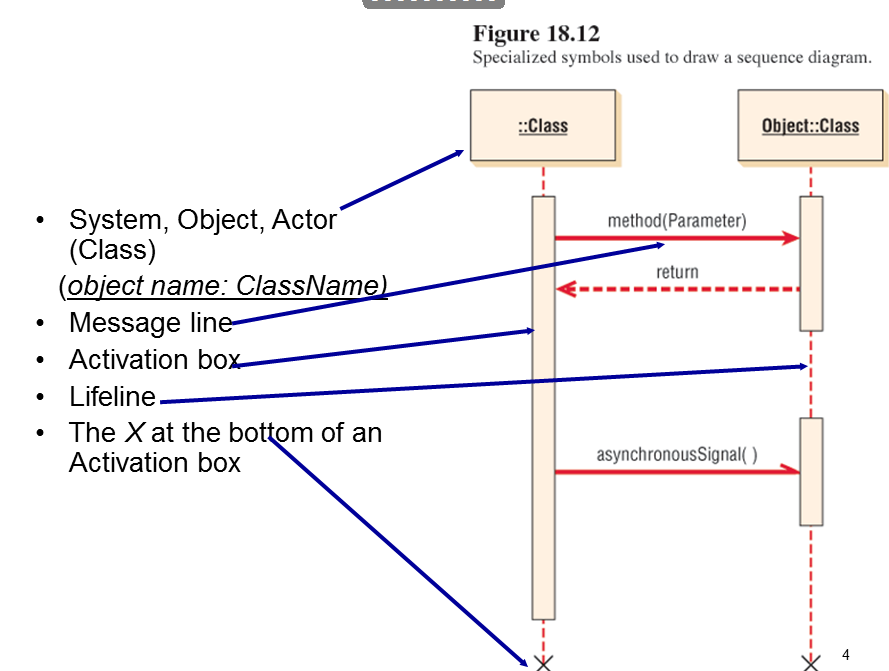 Figure 18.12
Specialized symbols used to draw a sequence diagram.
::Class
Object::Class
• System, Object, Actor
(Class)
(object name: ClassName)
• Message line
• Activation box
• Lifeline
• The X at the bottom of an
Activation box
method(Parameter)
return
asynchronousSignal( )
4